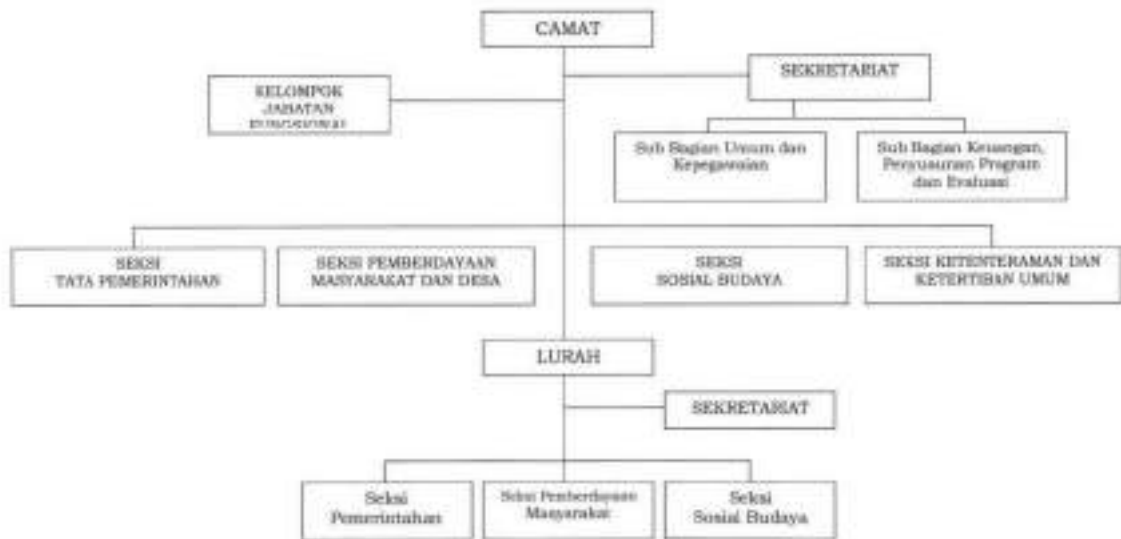 CAMAT
SEKRETARIAT
KELOMPOK
JABATAN
Sub Bagian Umum dan
Kepegawaian
Sub Bagian Keuangan,
Penyusunan Program
dan Evaluasi
SEKSI
TATA PEMERINTAHAN
SEKSI PEMBERDAYAAN
MASYARAKAT DAN DESA
SEKSI
SOSIAL BUDAYA
SEKSI KETENTERAMAN DAN
KETERTIBAN UMUM
LURAH
SEKRETARIAT
Seksi
Pemerintahan
Seksi Pemberdayaan
Masyarakat
Seksi
Sosial Budaya